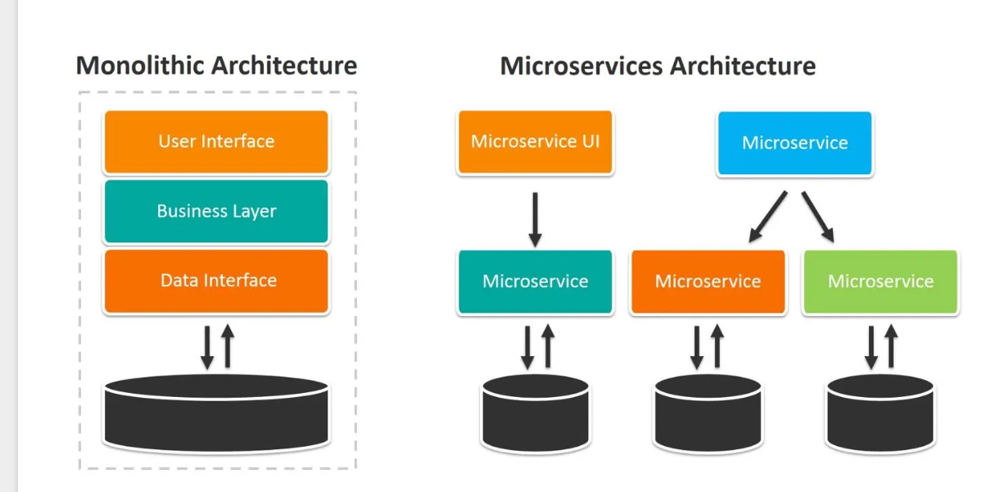 Monolithic Architecture
User Interface
Business Layer
Data Interface
Microservices Architecture
Microservice UI
Microservice
Microservice
Microservice
Microservice